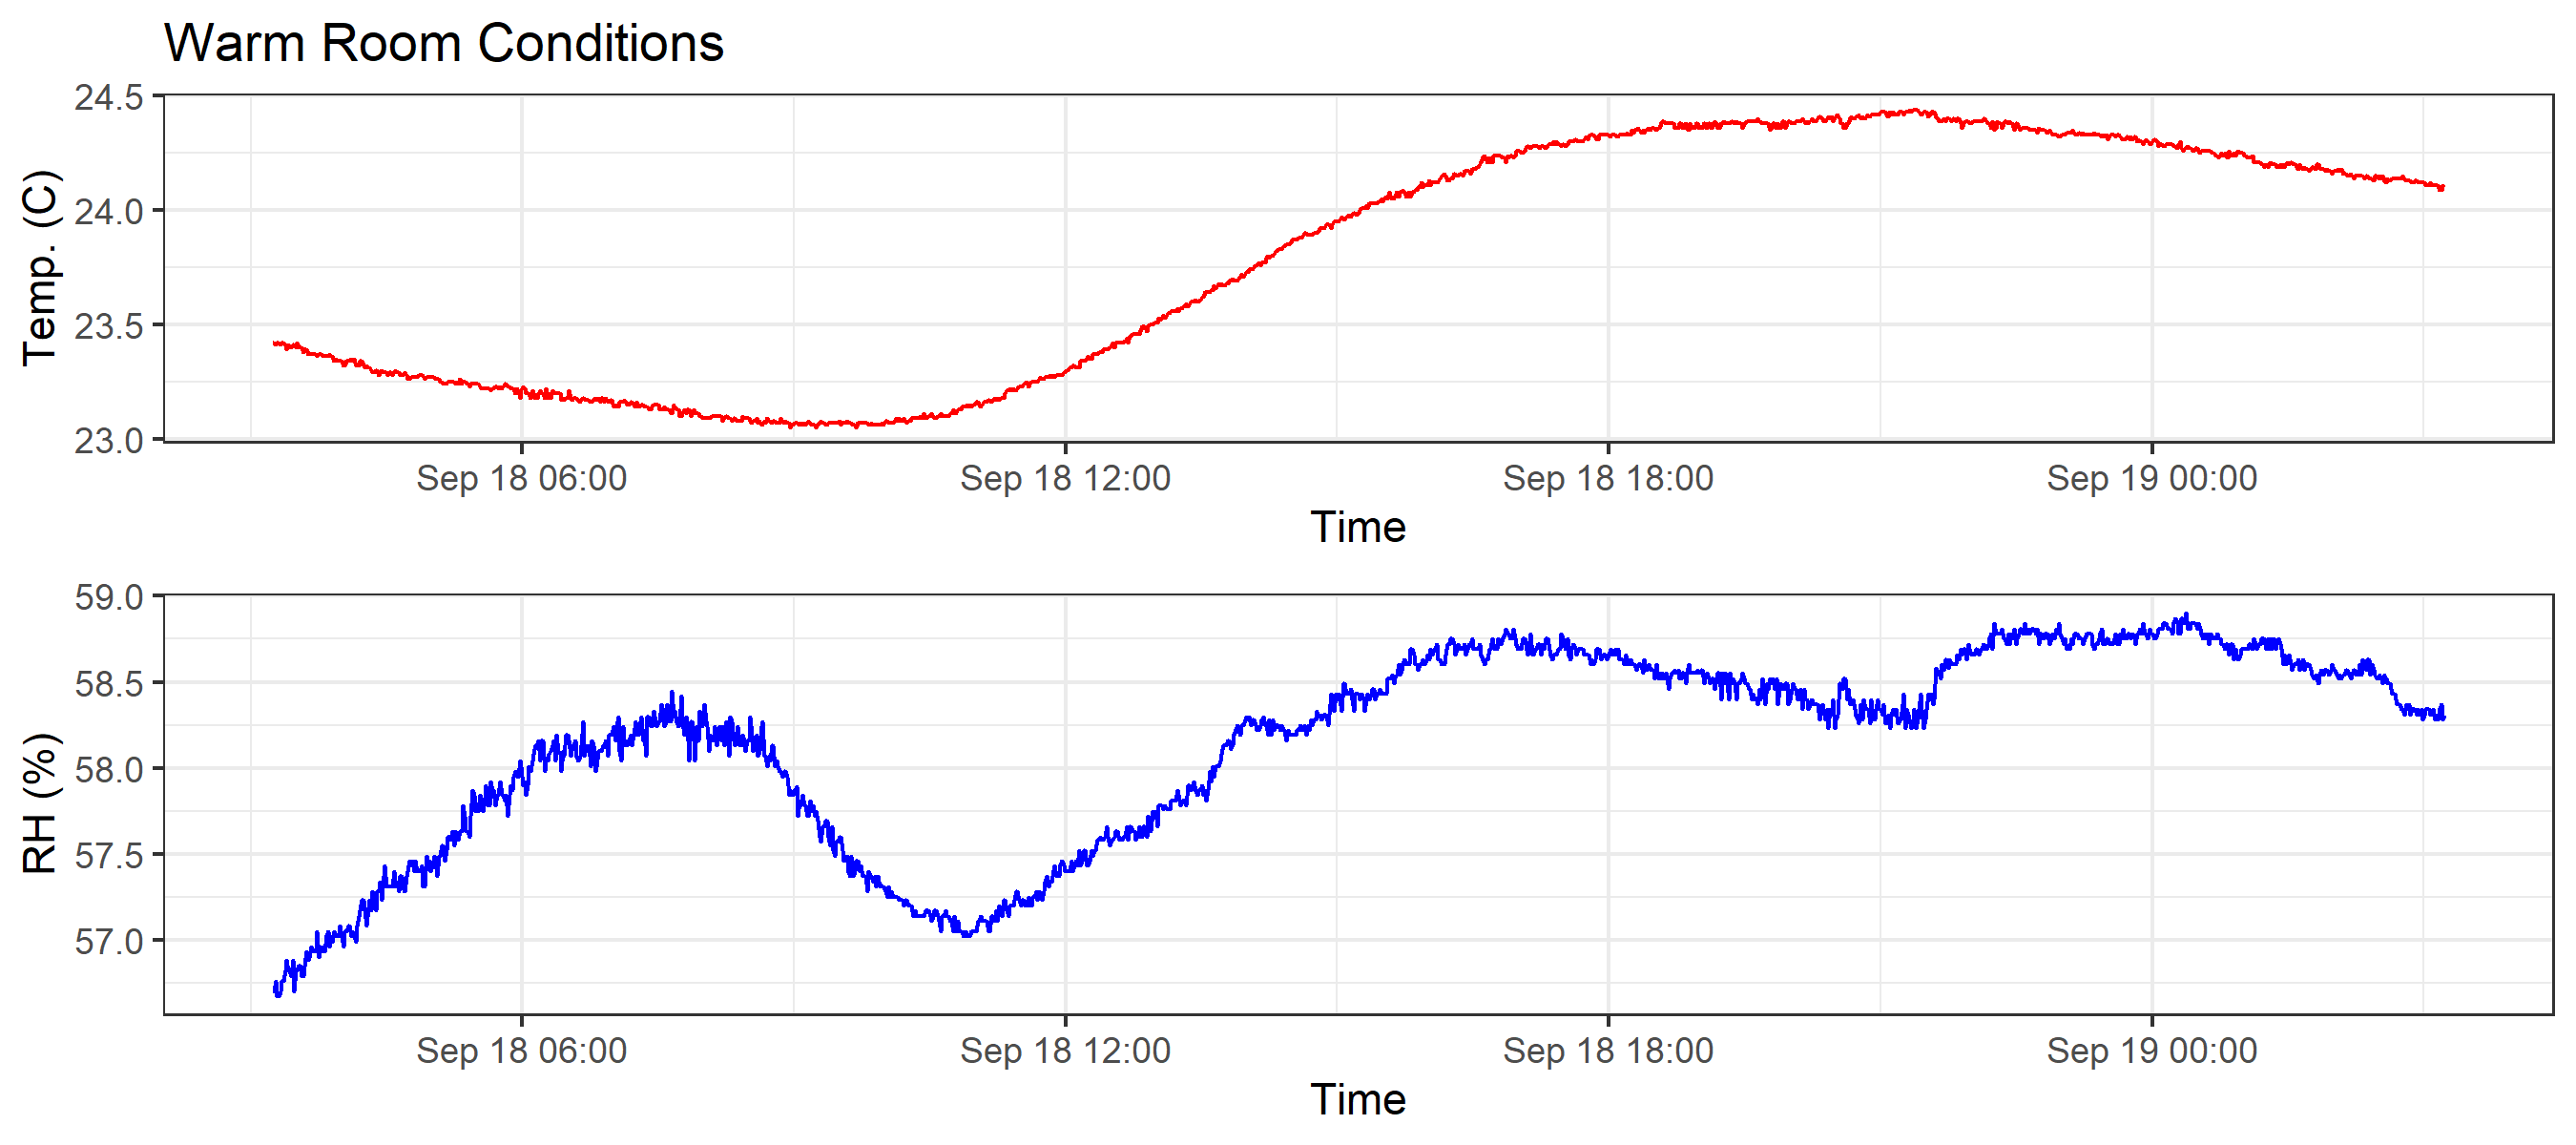 Warm Room Conditions
24.5
24.0
23.5
23.0
Temp. (C)
Sep 18 06:00 Sep 18 12:00 Sep 18 18:00 Sep 19 00:00
Time
59.0
58.5
58.0
57.5
57.0
RH (%)
Sep 18 06:00 Sep 18 12:00 Sep 18 18:00 Sep 19 00:00
Time